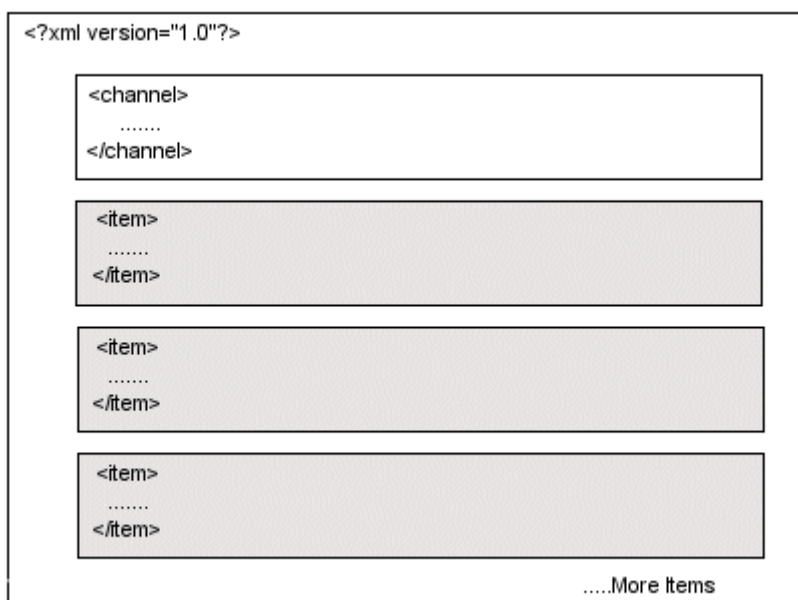 <?xml version="1.0"?>
<channel>
.......
</channel>
<item>
.......
</item>
<item>
.......
</item>
<item>
.......
</item>
.....More Items